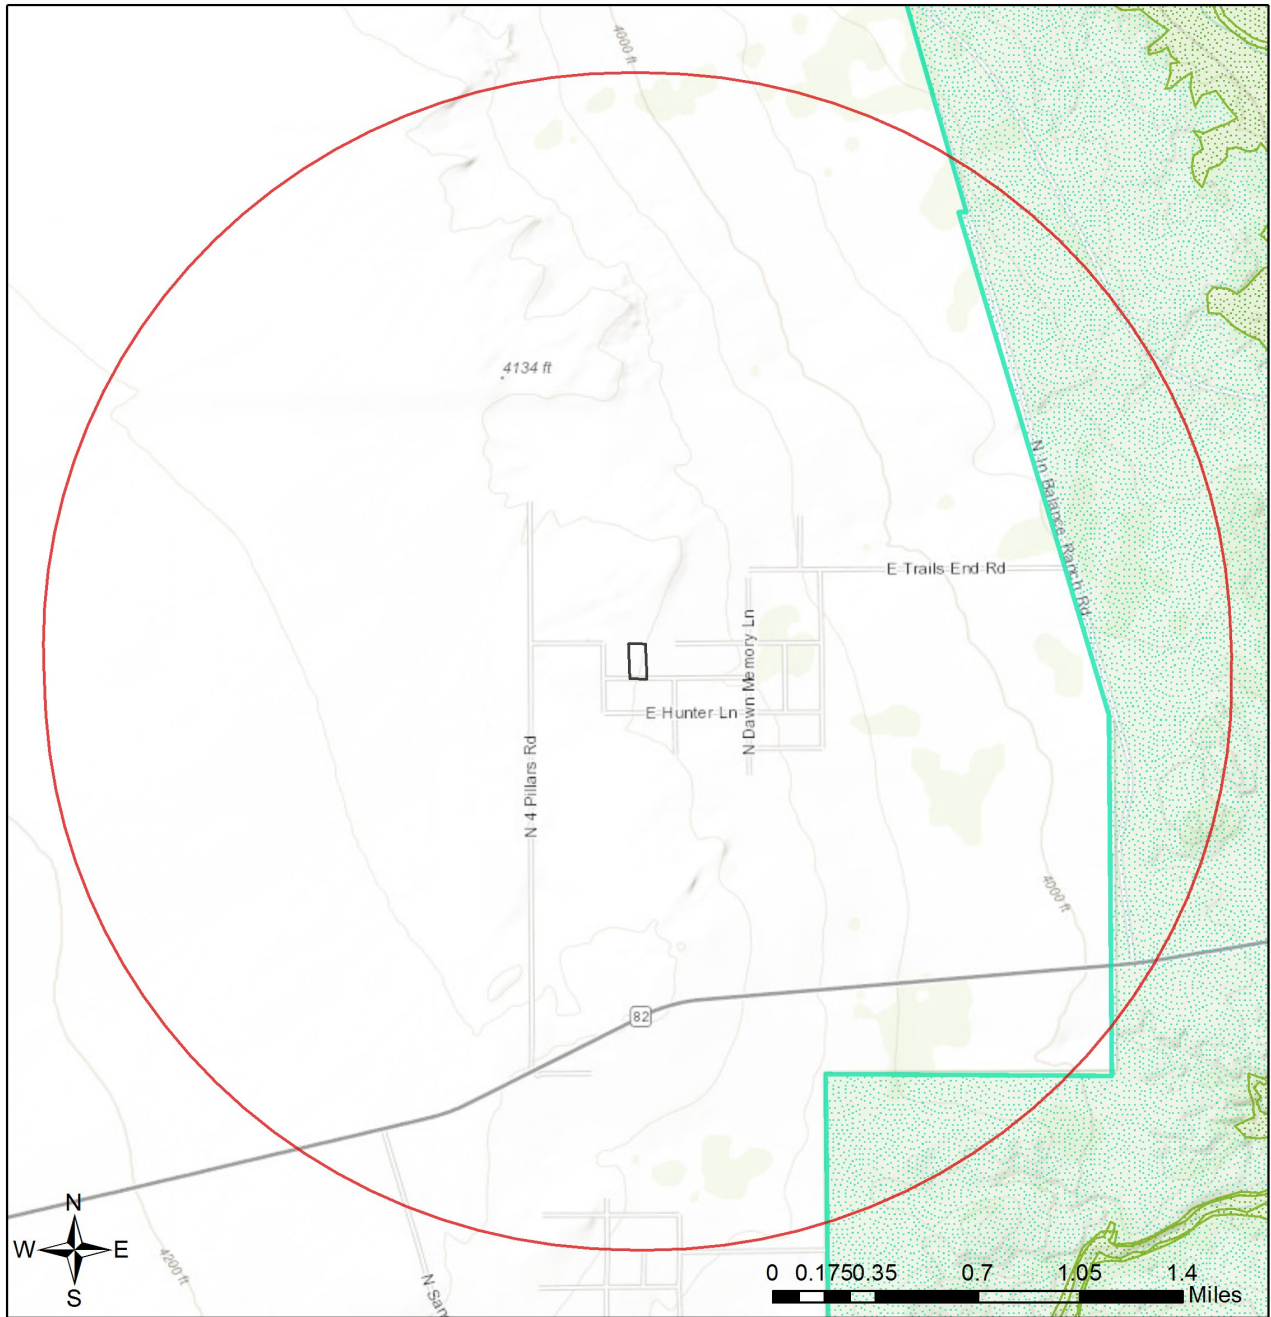 4000 ft
4134 ft
N In Balance Ranch Rd
E Trails End Rd
N Dawn Memory Ln
E Hunter Ln
N 4 Pillars Rd
4000 ft
82
N
W E
S
4200 ft
N San
0 0.1750.35 0.7 1.05 1.4
Miles